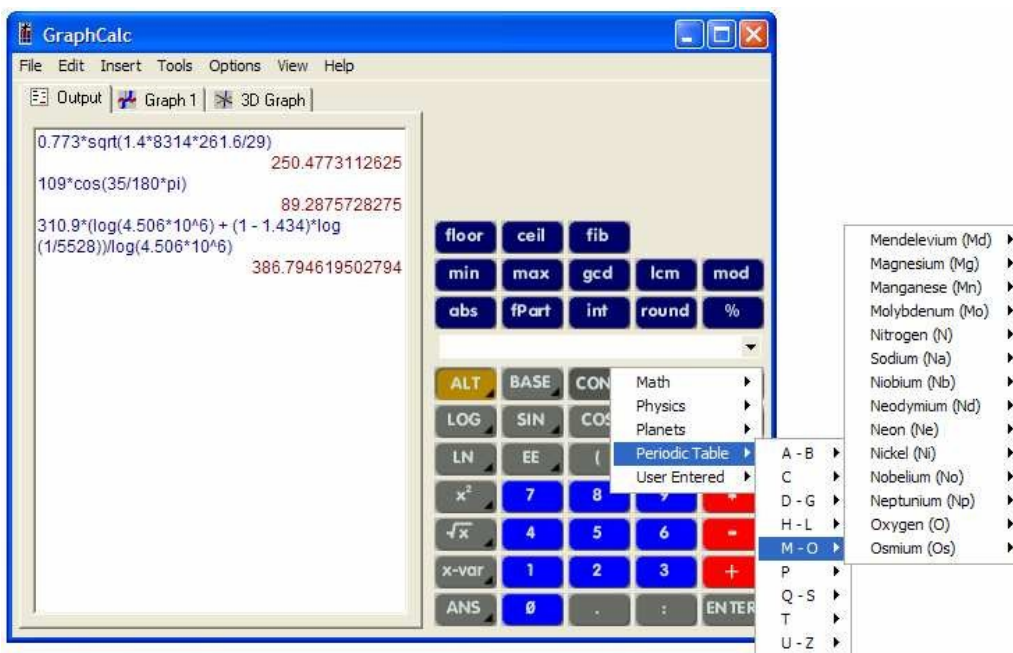 GraphCalc
File Edit Insert Tools Options View Help
Output Graph 1 3D Graph
0.773*sqrt(1.4*8314*261.6/29)
250.4773112625
109*cos(35/180*pi)
89.2875728275
310.9*(log(4.506*10^6) + (1 - 1.434)*log
(1/5528))/log(4.506*10^6)
386.794619502794
floor ceil fib
min max gcd lcm mod
abs fPart int round %
ALT BASE CON
LOG SIN COS
LN EE (
x² 7 8 9 *
√x 4 5 6 -
x-var 1 2 3 +
ANS 0 . : ENTER
Math
Physics
Planets
Periodic Table
User Entered
A - B
C
D - G
H - L
M - O
P
Q - S
T
U - Z
Mendelevium (Md)
Magnesium (Mg)
Manganese (Mn)
Molybdenum (Mo)
Nitrogen (N)
Sodium (Na)
Niobium (Nb)
Neodymium (Nd)
Neon (Ne)
Nickel (Ni)
Nobelium (No)
Neptunium (Np)
Oxygen (O)
Osmium (Os)